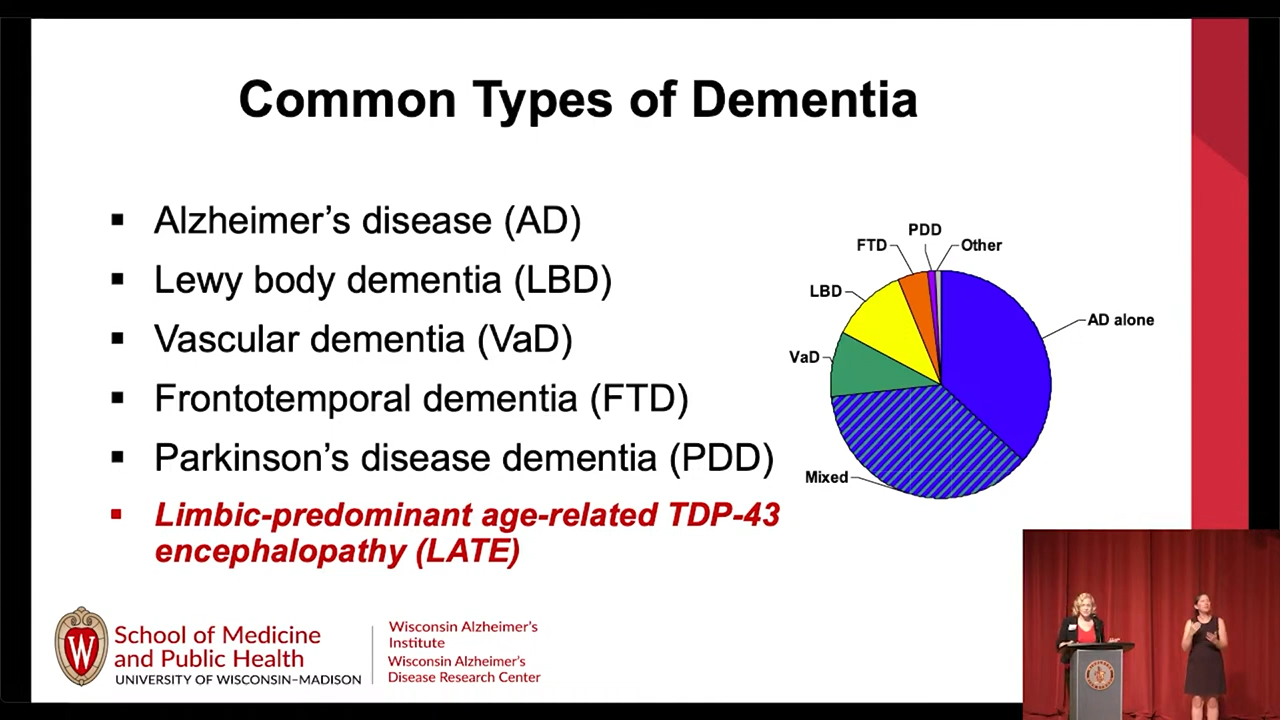 Common Types of Dementia
Alzheimer's disease (AD)
Lewy body dementia (LBD)
Vascular dementia (VaD)
Frontotemporal dementia (FTD)
Parkinson's disease dementia (PDD)
Limbic-predominant age-related TDP-43
encephalopathy (LATE)
PDD
FTD
Other
LBD
AD alone
VaD
Mixed
W
School of Medicine
and Public Health
UNIVERSITY OF WISCONSIN–MADISON
Wisconsin Alzheimer's
Institute
Wisconsin Alzheimer's
Disease Research Center